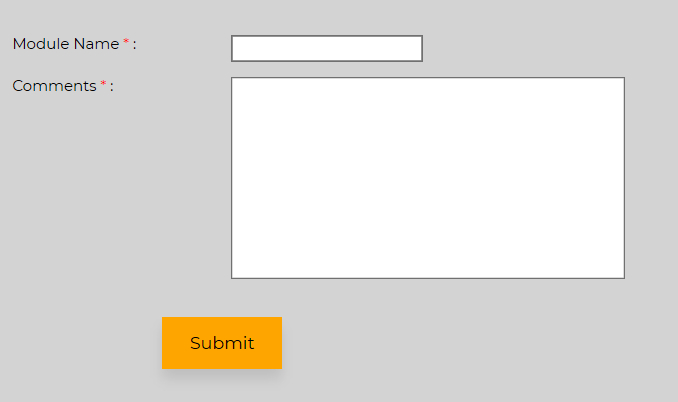 Module Name * :
Comments * :
Submit